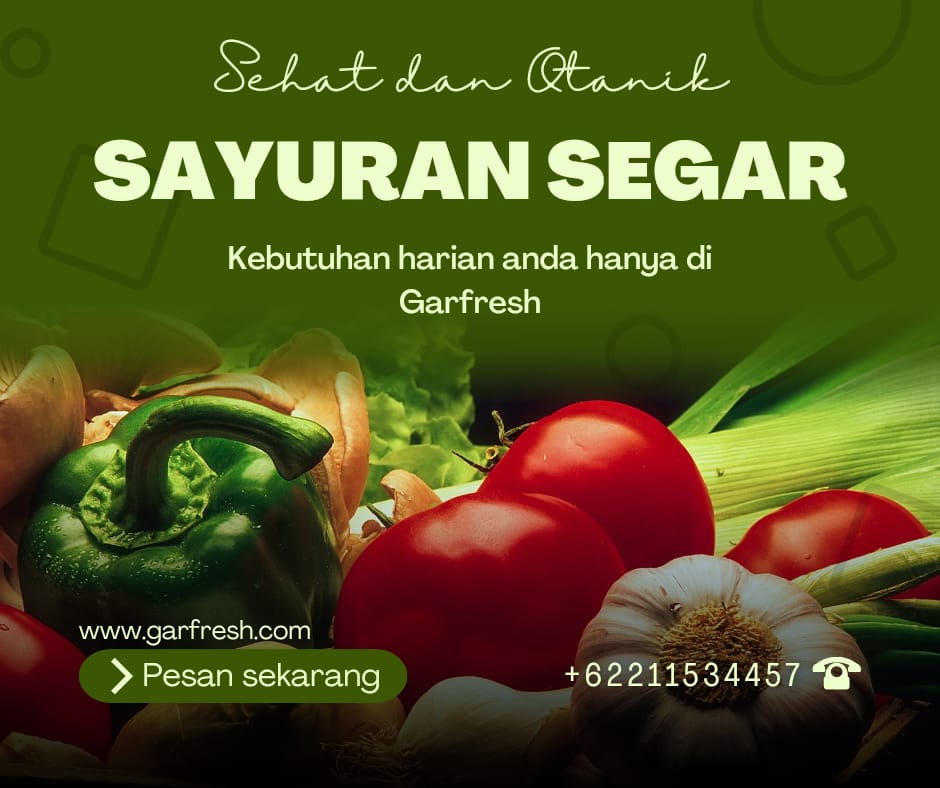 Sehat dan Otanik
SAYURAN SEGAR
Kebutuhan harian anda hanya di
Garfresh
www.garfresh.com
Pesan sekarang
+62211534457